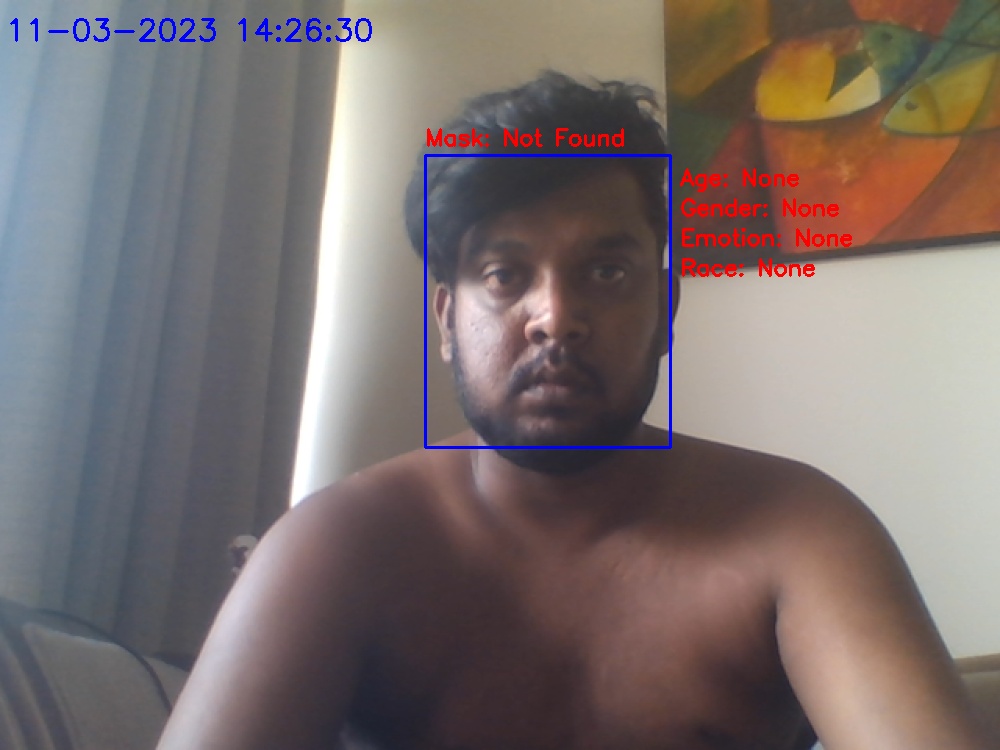 11-03-2023 14:26:30
Mask: Not Found
Age: None
Gender: None
Emotion: None
Race: None